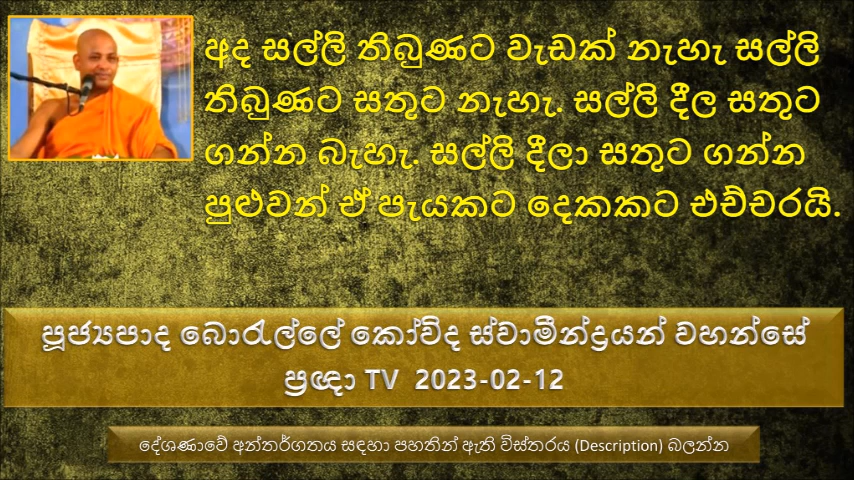 අද සල්ලි තිබුණට වැඩක් නැහැ සල්ලි
තිබුණට සතුට නැහැ. සල්ලි දීල සතුට
ගන්න බැහැ. සල්ලි දීලා සතුට ගන්න
පුළුවන් ඒ පැයකට දෙකකට එච්චරයි.
පූජ්‍යපාද බොරැල්ලේ කෝවිද ස්වාමීන්ද්‍රයන් වහන්සේ
ප්‍රඥා TV 2023-02-12
දේශණාවේ අන්තර්ගතය සඳහා පහතින් ඇති විස්තරය (Description) බලන්න